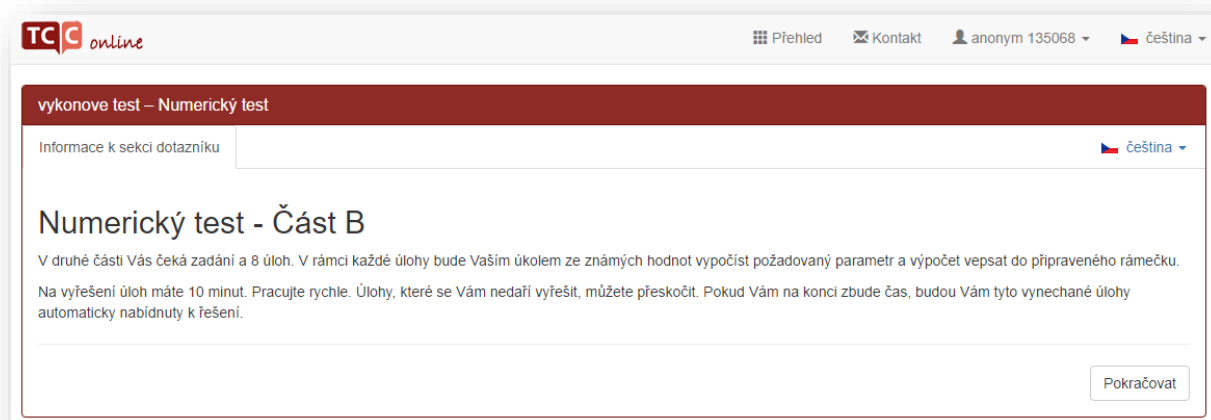 TCC online
Přehled
Kontakt
anonym 135068
čeština
vykonove test – Numerický test
Informace k sekci dotazníku
čeština
Numerický test - Část B
V druhé části Vás čeká zadání a 8 úloh. V rámci každé úlohy bude Vaším úkolem ze známých hodnot vypočíst požadovaný parametr a výpočet vepsat do připraveného rámečku.
Na vyřešení úloh máte 10 minut. Pracujte rychle. Úlohy, které se Vám nedaří vyřešit, můžete přeskočit. Pokud Vám na konci zbude čas, budou Vám tyto vynechané úlohy
automaticky nabídnuty k řešení.
Pokračovat